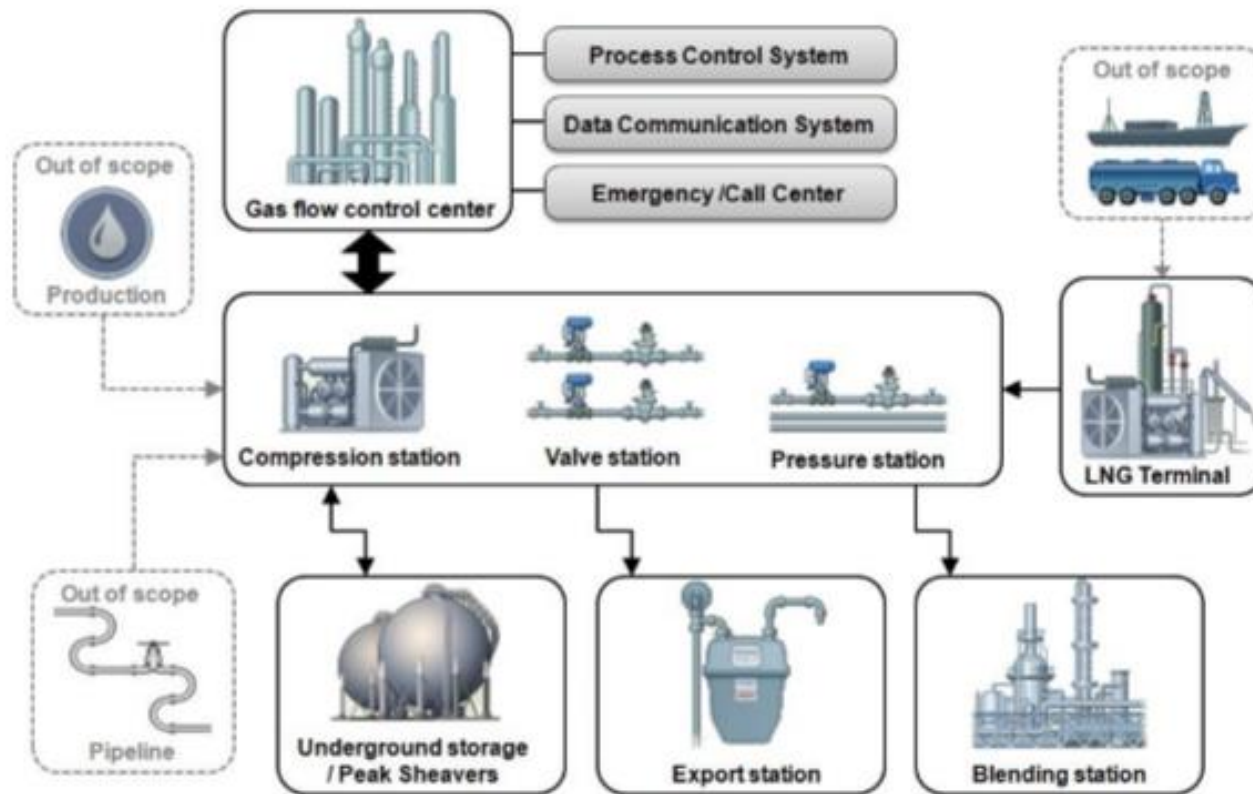 Process Control System
Out of scope
Data Communication System
Out of scope
Emergency /Call Center
Gas flow control center
Production
Compression station
Valve station
Pressure station
LNG Terminal
Out of scope
Pipeline
Underground storage
/ Peak Sheavers
Export station
Blending station